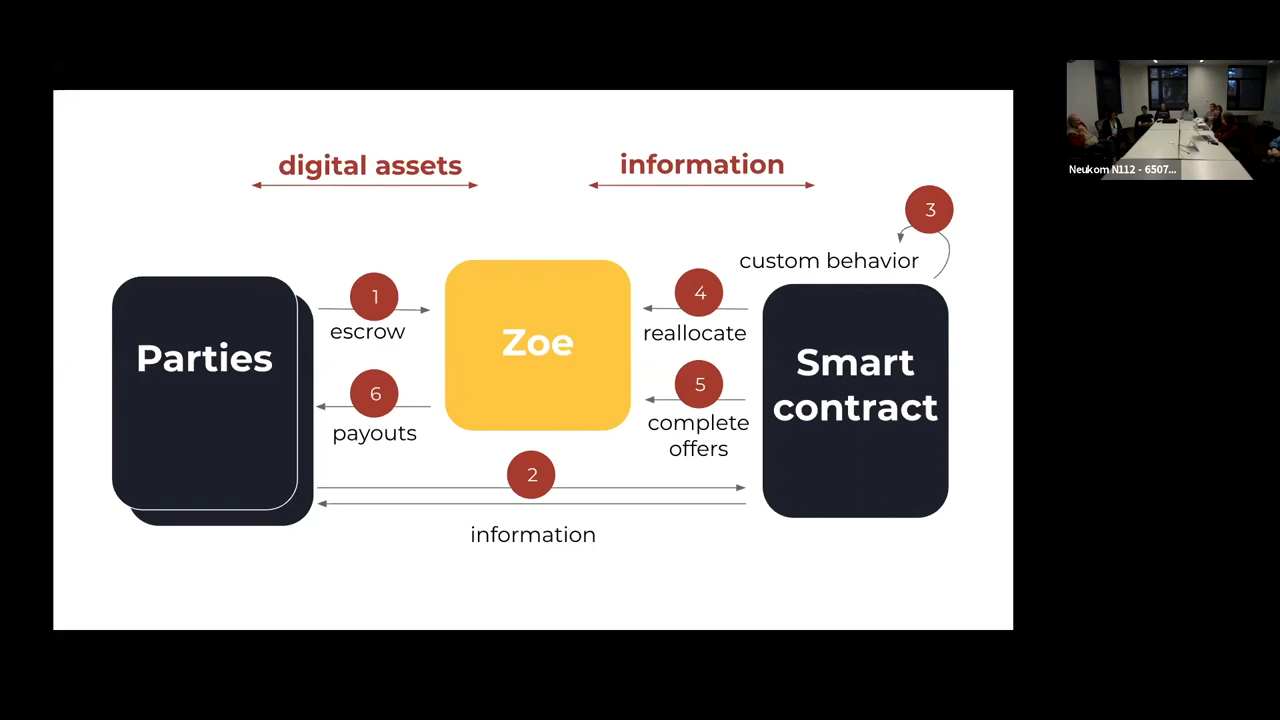 digital assets
information
3
custom behavior
1
escrow
Zoe
4
reallocate
Parties
Smart
contract
5
complete
offers
6
payouts
2
information
Neukom N112 - 6507...